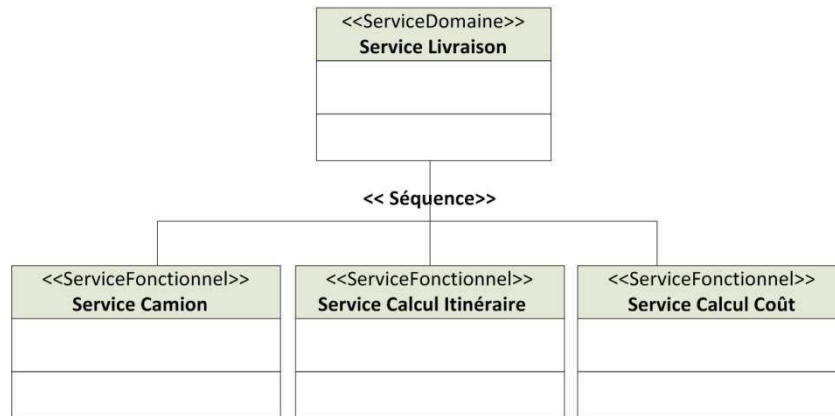 <<ServiceDomaine>>
Service Livraison
<< Séquence>>
<<ServiceFonctionnel>>
Service Camion
<<ServiceFonctionnel>>
Service Calcul Itinéraire
<<ServiceFonctionnel>>
Service Calcul Coût